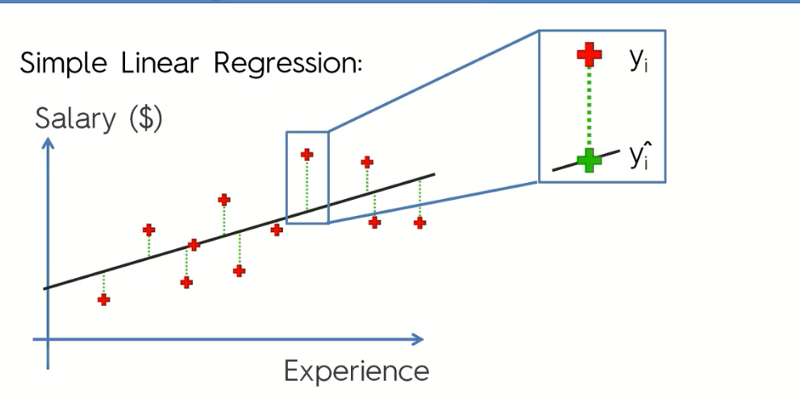 Simple Linear Regression:
Salary ($)
yᵢ
ŷᵢ
Experience